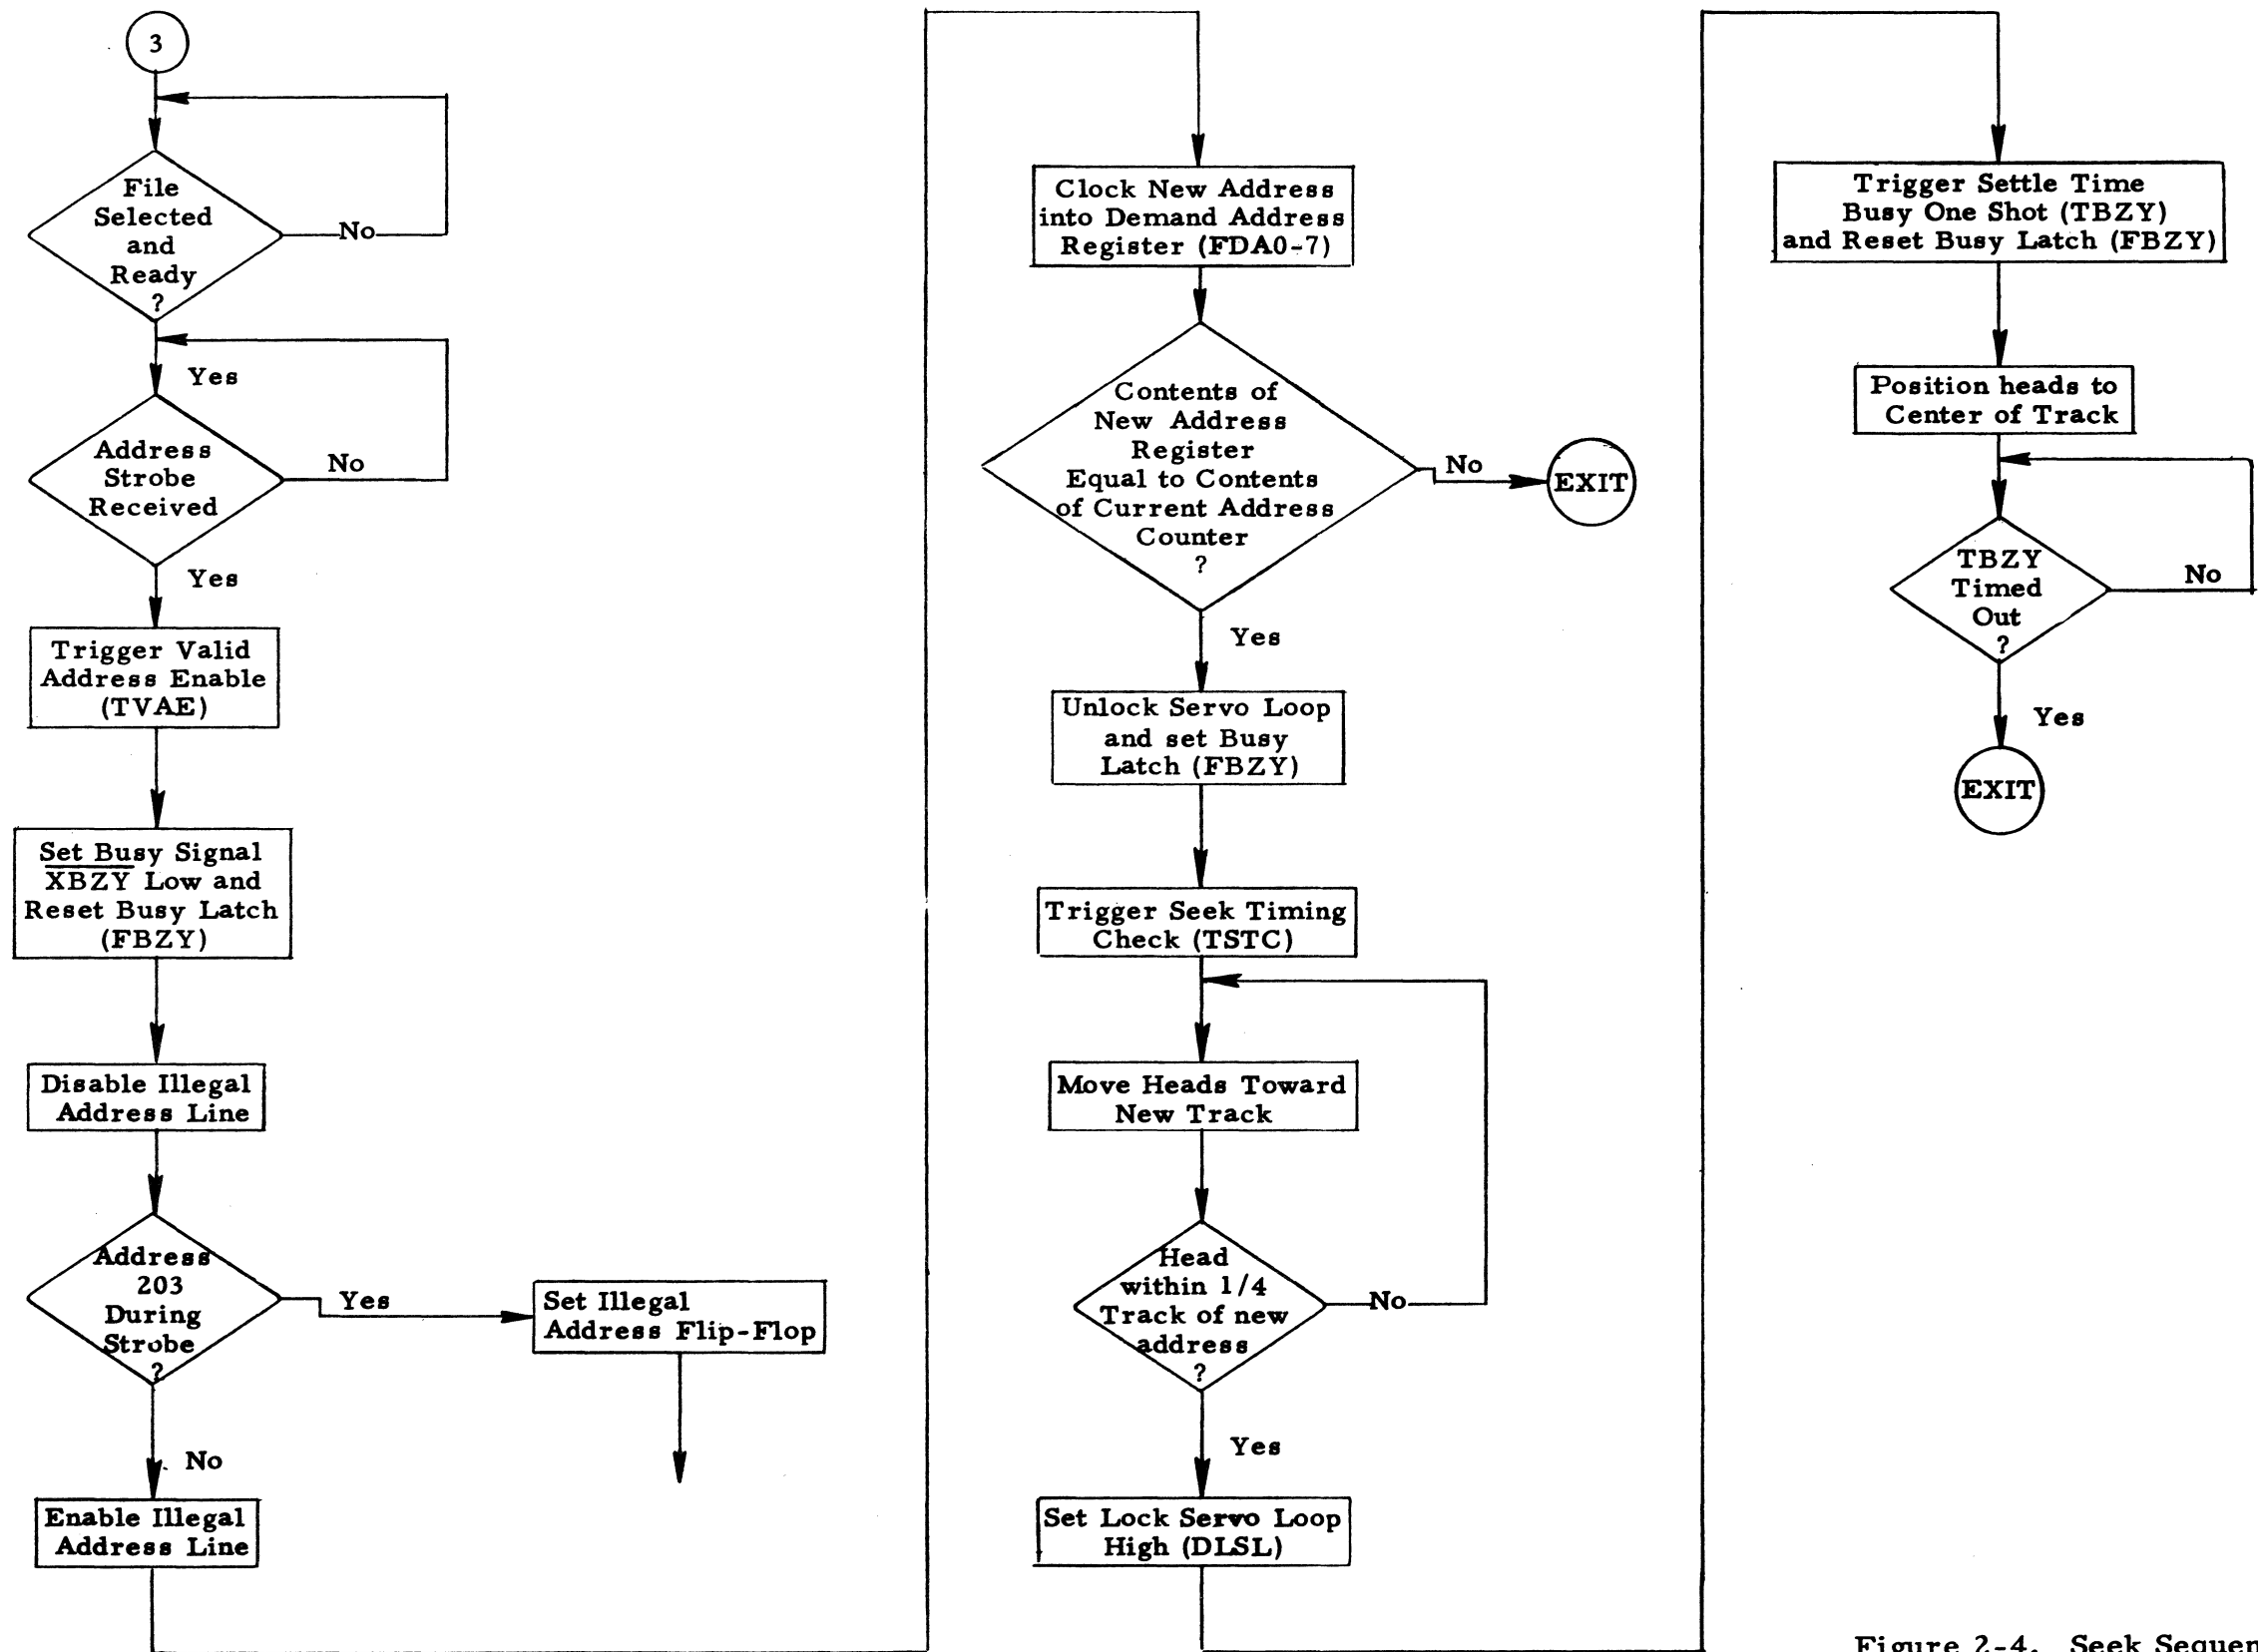 3
File
Selected
and
Ready
?
No
Yes
Address
Strobe
Received
No
Yes
Trigger Valid
Address Enable
(TVAE)
Set Busy Signal
XBZY Low and
Reset Busy Latch
(FBZY)
Disable Illegal
Address Line
Address
203
During
Strobe
?
Yes
Set Illegal
Address Flip-Flop
No
Enable Illegal
Address Line
Clock New Address
into Demand Address
Register (FDA0-7)
Contents of
New Address
Register
Equal to Contents
of Current Address
Counter
?
No
EXIT
Yes
Unlock Servo Loop
and set Busy
Latch (FBZY)
Trigger Seek Timing
Check (TSTC)
Move Heads Toward
New Track
Head
within 1/4
Track of new
address
?
No
Yes
Set Lock Servo Loop
High (DLSL)
Trigger Settle Time
Busy One Shot (TBZY)
and Reset Busy Latch (FBZY)
Position heads to
Center of Track
TBZY
Timed
Out
?
No
Yes
EXIT
Figure 2-4. Seek Sequen